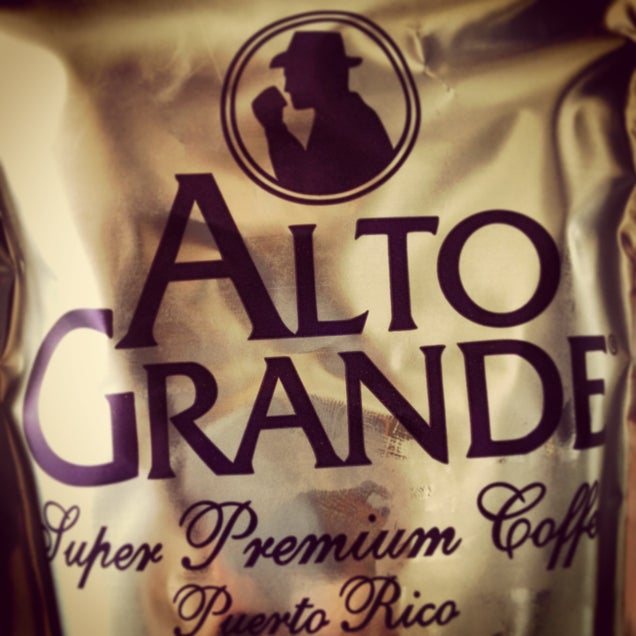 ALTO
GRANDE®
Super Premium Coffe
Puerto Rico